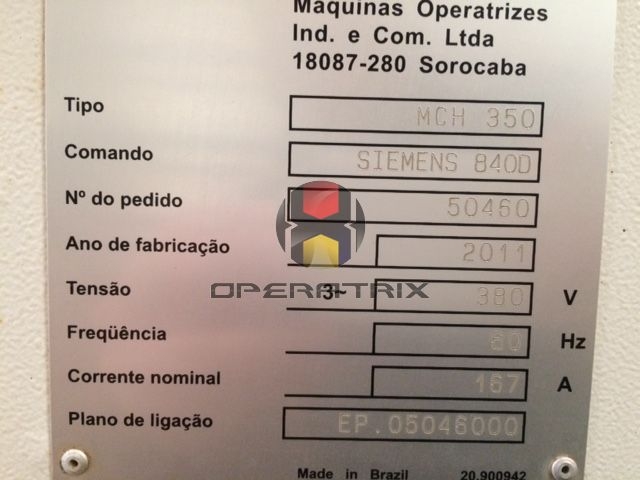 Máquinas Operatrizes
Ind. e Com. Ltda
18087-280 Sorocaba
Tipo MCH 350
Comando SIEMENS 840D
Nº do pedido 50460
Ano de fabricação 2011
Tensão 3~ 380 V
OPERATRIX
Freqüência 60 Hz
Corrente nominal 167 A
Plano de ligação EP.05046000
Made in Brazil 20.900942